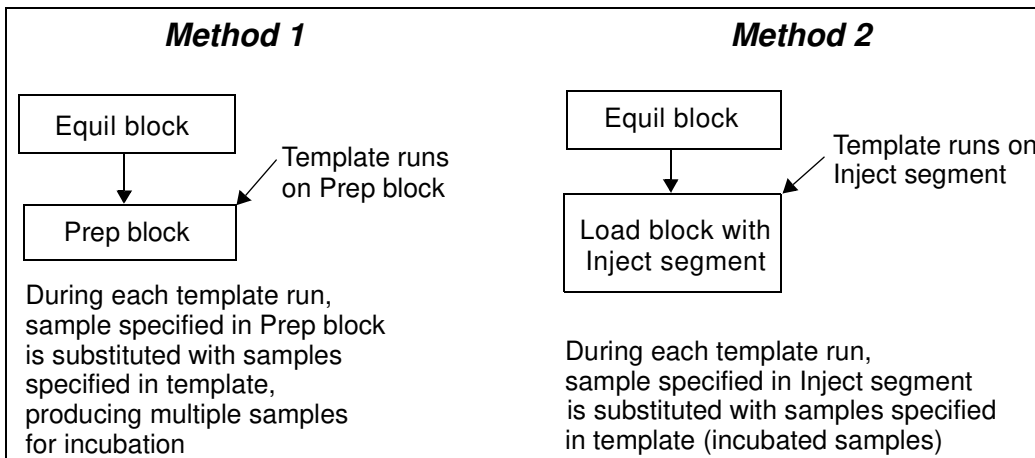 Method 1
Equil block
Template runs
on Prep block
Prep block
During each template run,
sample specified in Prep block
is substituted with samples
specified in template,
producing multiple samples
for incubation
Method 2
Equil block
Template runs on
Inject segment
Load block with
Inject segment
During each template run,
sample specified in Inject segment
is substituted with samples specified
in template (incubated samples)